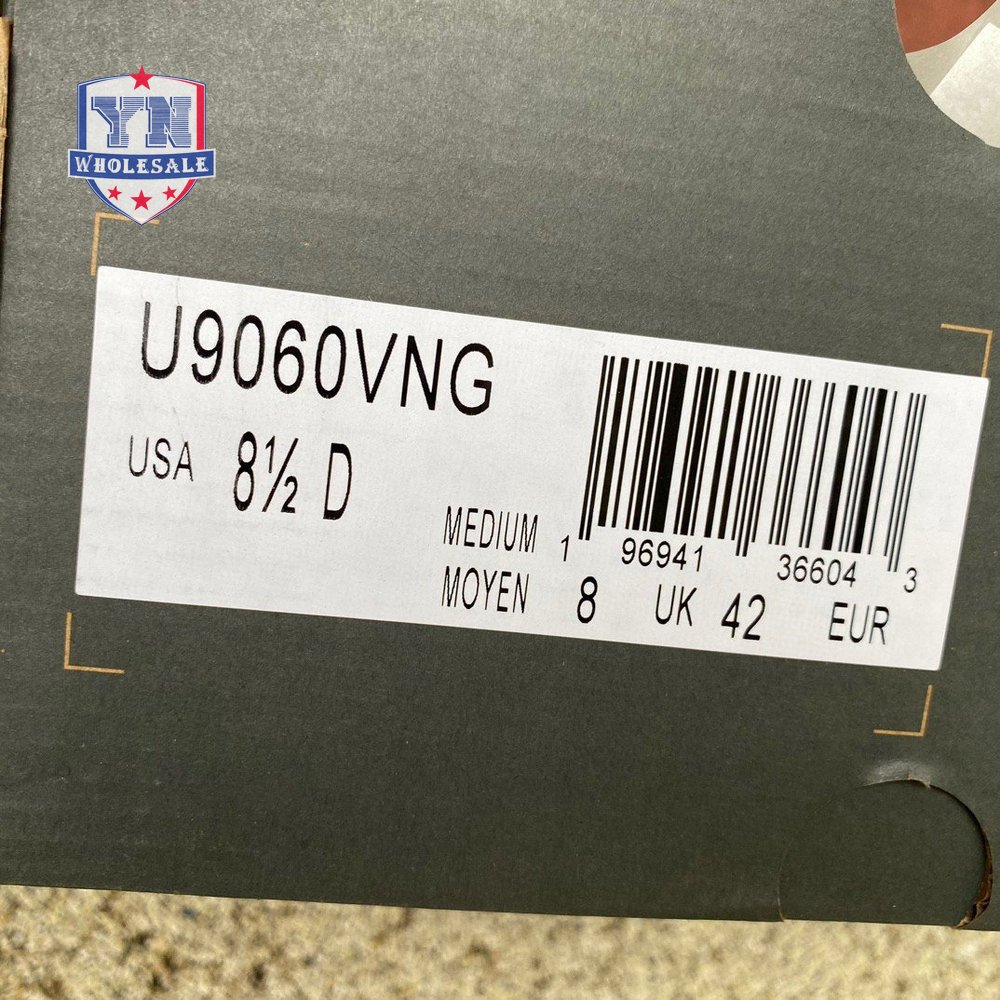 YN
WHOLESALE
U9060VNG
USA 8½ D
MEDIUM
MOYEN
1 96941 36604 3
8 UK 42 EUR